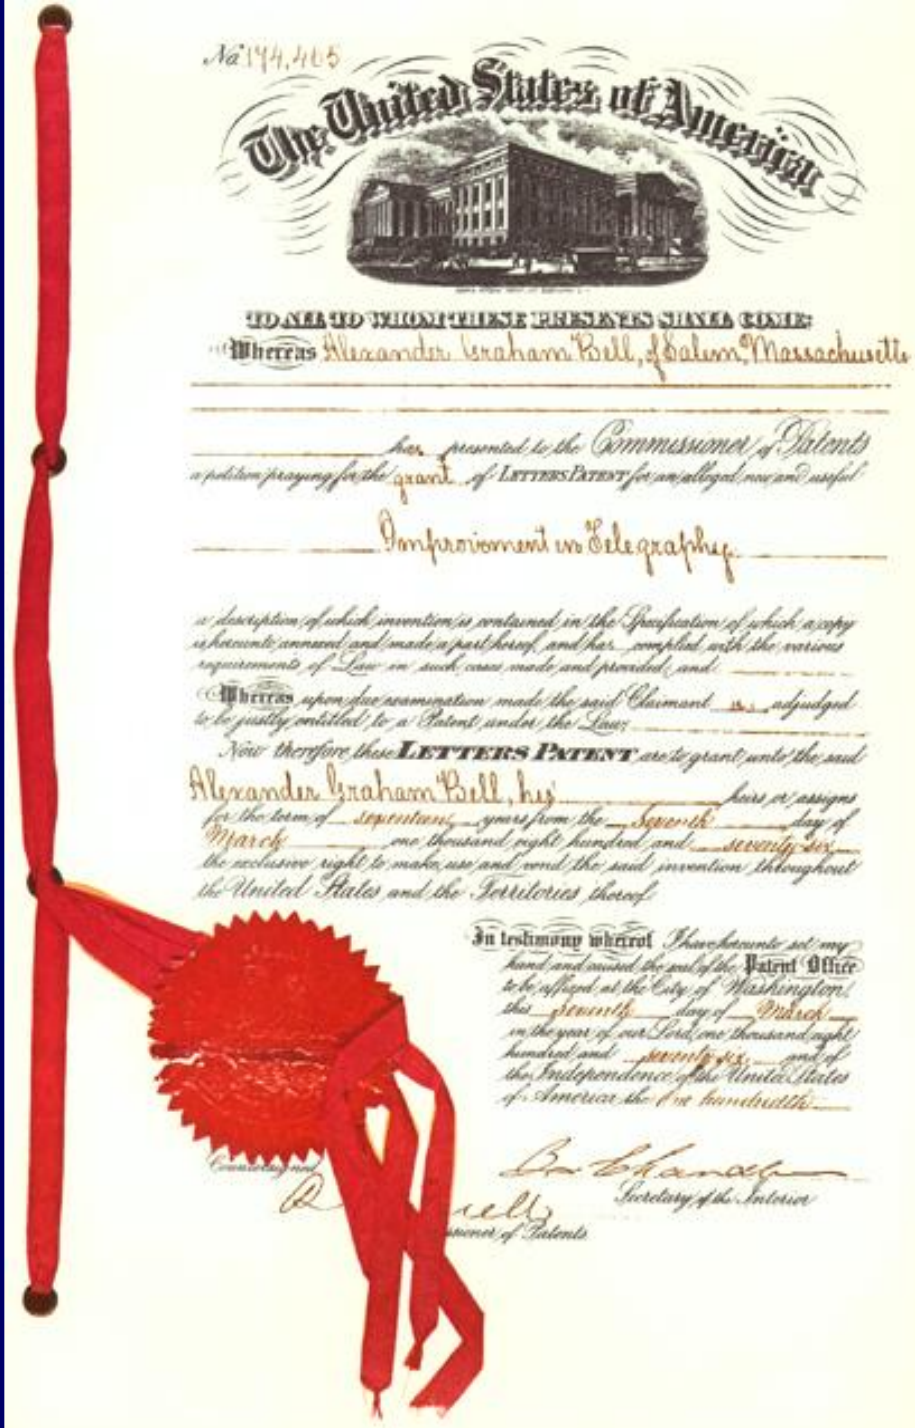 No 174,465
The United States of America
TO ALL TO WHOM THESE PRESENTS SHALL COME:
Whereas Alexander Graham Bell, of Salem, Massachusetts
has presented to the Commissioner of Patents
a petition praying for the grant of LETTERS PATENT for an alleged new and useful
Improvement in Telegraphy.
a description of which invention is contained in the Specification of which a copy
is hereunto annexed and made a part hereof, and has complied with the various
requirements of Law in such cases made and provided, and
Whereas upon due examination made the said Claimant is adjudged
to be justly entitled to a Patent under the Law;
Now therefore these LETTERS PATENT are to grant unto the said
Alexander Graham Bell, his heirs or assigns
for the term of seventeen years from the seventh day of
March one thousand eight hundred and seventy-six
the exclusive right to make, use and vend the said invention throughout
the United States and the Territories thereof
In testimony whereof I have hereunto set my
hand and caused the seal of the Patent Office
to be affixed at the City of Washington
this seventh day of March
in the year of our Lord one thousand eight
hundred and seventy-six and of
the Independence of the United States
of America the one hundredth.
Countersigned
Secretary of the Interior
of Patents